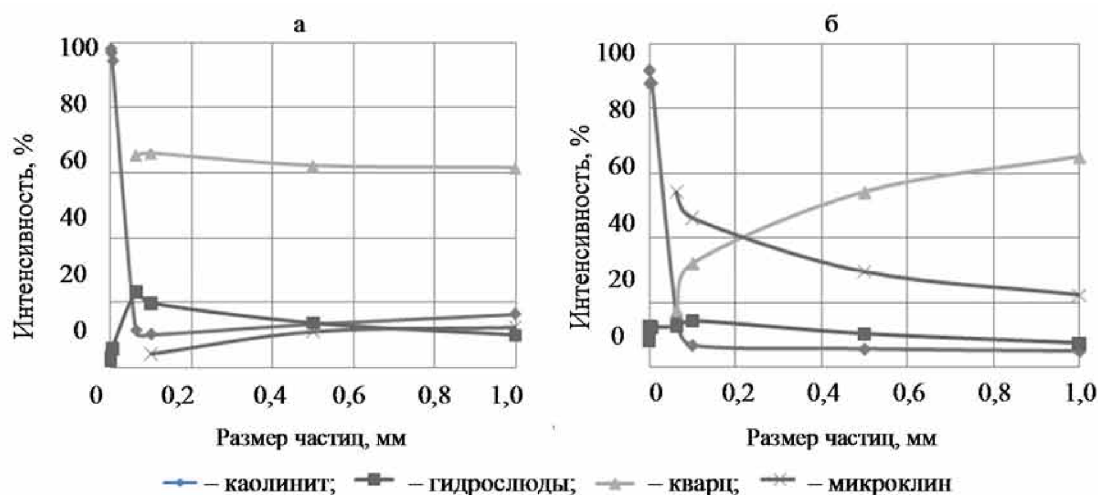 а
100
80
60
40
20
0
Интенсивность, %
0 0,2 0,4 0,6 0,8 1,0
Размер частиц, мм
б
100
80
60
40
20
0
Интенсивность, %
0 0,2 0,4 0,6 0,8 1,0
Размер частиц, мм
– каолинит; – гидрослюды; – кварц; – микроклин